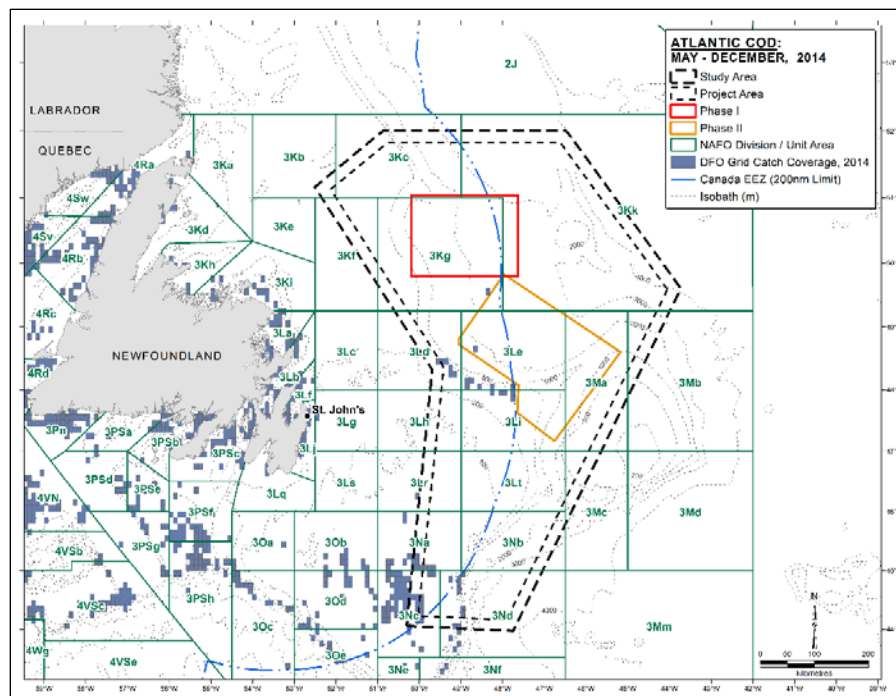 ATLANTIC COD:
MAY - DECEMBER, 2014
Study Area
Project Area
Phase I
Phase II
NAFO Division / Unit Area
DFO Grid Catch Coverage, 2014
Canada EEZ (200nm Limit)
Isobath (m)
2J
LABRADOR
QUEBEC
4Ra
3Ka
3Kb
3Kc
4Sw
3Kk
4Sv
3Kd
3Ke
4Rb
3Kh
3Kf
3Kg
3Ki
4Rc
3La
NEWFOUNDLAND
3Lc
3Ld
3Le
4Rd
3Lb
3Ma
3Mb
3Lf
St. John's
3Pn
3PSa
3PSb
3PSc
3Lj
3Lg
3Lh
3Li
3PSd
4VN
3PSe
3Lq
3Ls
3Lr
3Lt
3PSf
3Mc
3Md
4VSb
3PSg
3Oa
3Ob
3Na
3Nb
4VSc
3PSh
3Oc
3Od
3Nc
3Nd
3Mm
4Wg
4VSe
3Oe
3Ne
3Nf
N
0 50 100 200
kilometres